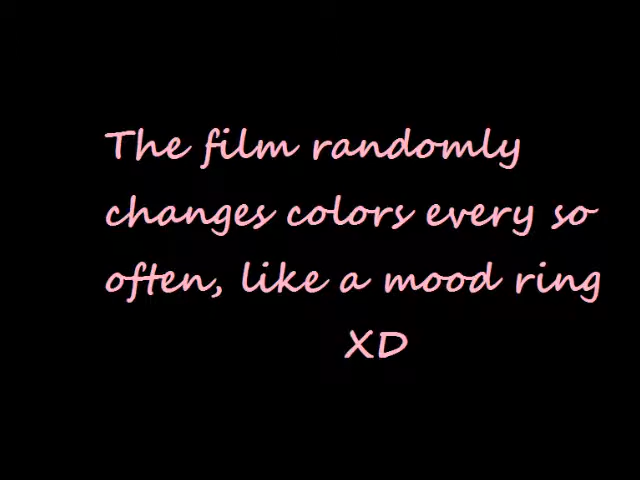 The film randomly
changes colors every so
often, like a mood ring
XD